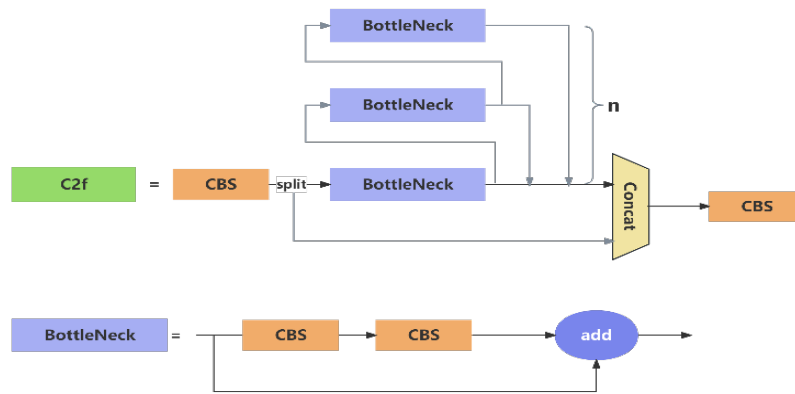 BottleNeck
BottleNeck
n
C2f = CBS split BottleNeck
Concat
CBS
BottleNeck = CBS CBS add